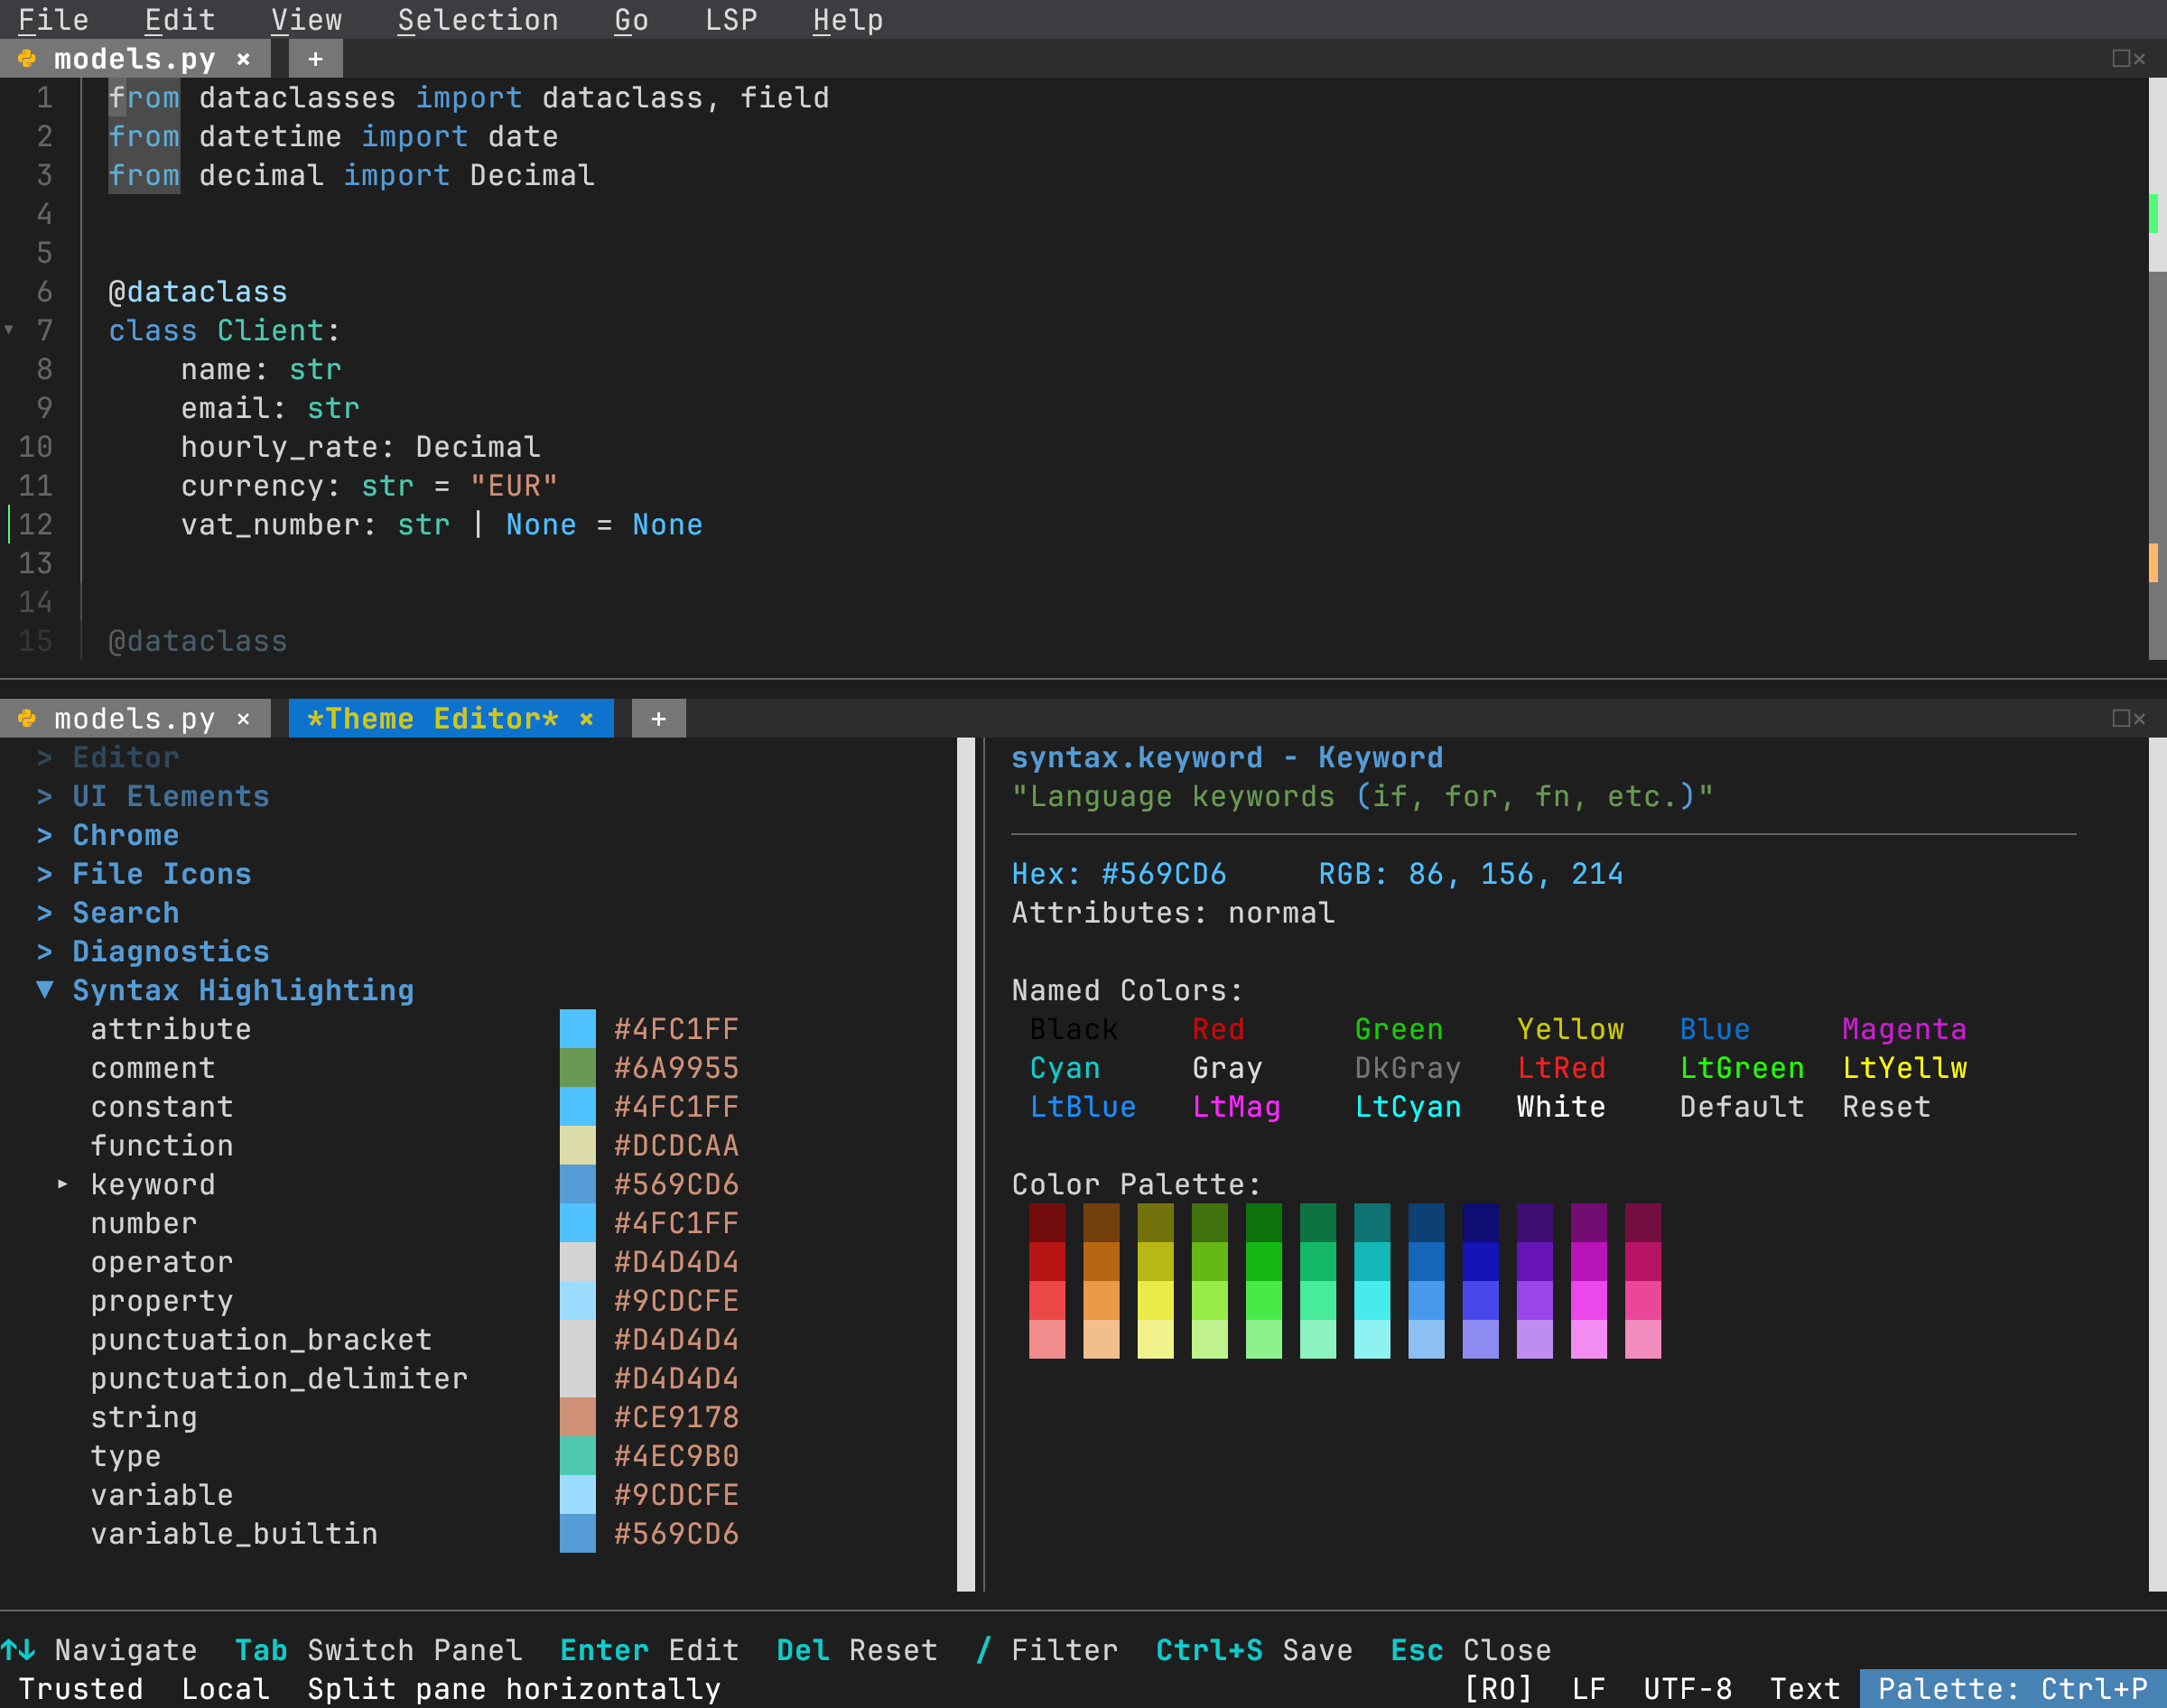 File Edit View Selection Go LSP Help
models.py × +
□×
1 from dataclasses import dataclass, field
2 from datetime import date
3 from decimal import Decimal
4
5
6 @dataclass
▾ 7 class Client:
8 name: str
9 email: str
10 hourly_rate: Decimal
11 currency: str = "EUR"
12 vat_number: str | None = None
13
14
15 @dataclass
models.py × *Theme Editor* × +
□×
> Editor
> UI Elements
> Chrome
> File Icons
> Search
> Diagnostics
▼ Syntax Highlighting
attribute #4FC1FF
comment #6A9955
constant #4FC1FF
function #DCDCAA
▸ keyword #569CD6
number #4FC1FF
operator #D4D4D4
property #9CDCFE
punctuation_bracket #D4D4D4
punctuation_delimiter #D4D4D4
string #CE9178
type #4EC9B0
variable #9CDCFE
variable_builtin #569CD6
syntax.keyword - Keyword
"Language keywords (if, for, fn, etc.)"
Hex: #569CD6 RGB: 86, 156, 214
Attributes: normal
Named Colors:
Black Red Green Yellow Blue Magenta
Cyan Gray DkGray LtRed LtGreen LtYellw
LtBlue LtMag LtCyan White Default Reset
Color Palette:
↑↓ Navigate Tab Switch Panel Enter Edit Del Reset / Filter Ctrl+S Save Esc Close
Trusted Local Split pane horizontally [RO] LF UTF-8 Text Palette: Ctrl+P